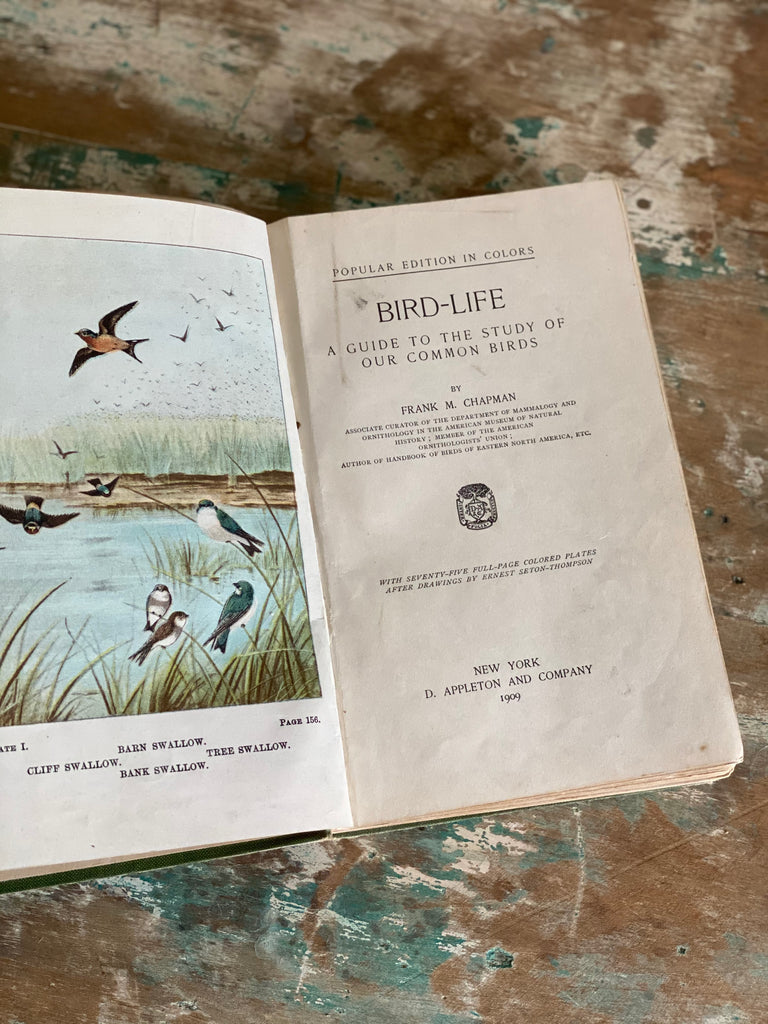 ATE I.
PAGE 156.
BARN SWALLOW.
CLIFF SWALLOW.
TREE SWALLOW.
BANK SWALLOW.
POPULAR EDITION IN COLORS
BIRD-LIFE
A GUIDE TO THE STUDY OF
OUR COMMON BIRDS
BY
FRANK M. CHAPMAN
ASSOCIATE CURATOR OF THE DEPARTMENT OF MAMMALOGY AND
ORNITHOLOGY IN THE AMERICAN MUSEUM OF NATURAL
HISTORY; MEMBER OF THE AMERICAN
ORNITHOLOGISTS' UNION;
AUTHOR OF HANDBOOK OF BIRDS OF EASTERN NORTH AMERICA, ETC.
WITH SEVENTY-FIVE FULL-PAGE COLORED PLATES
AFTER DRAWINGS BY ERNEST SETON-THOMPSON
NEW YORK
D. APPLETON AND COMPANY
1909